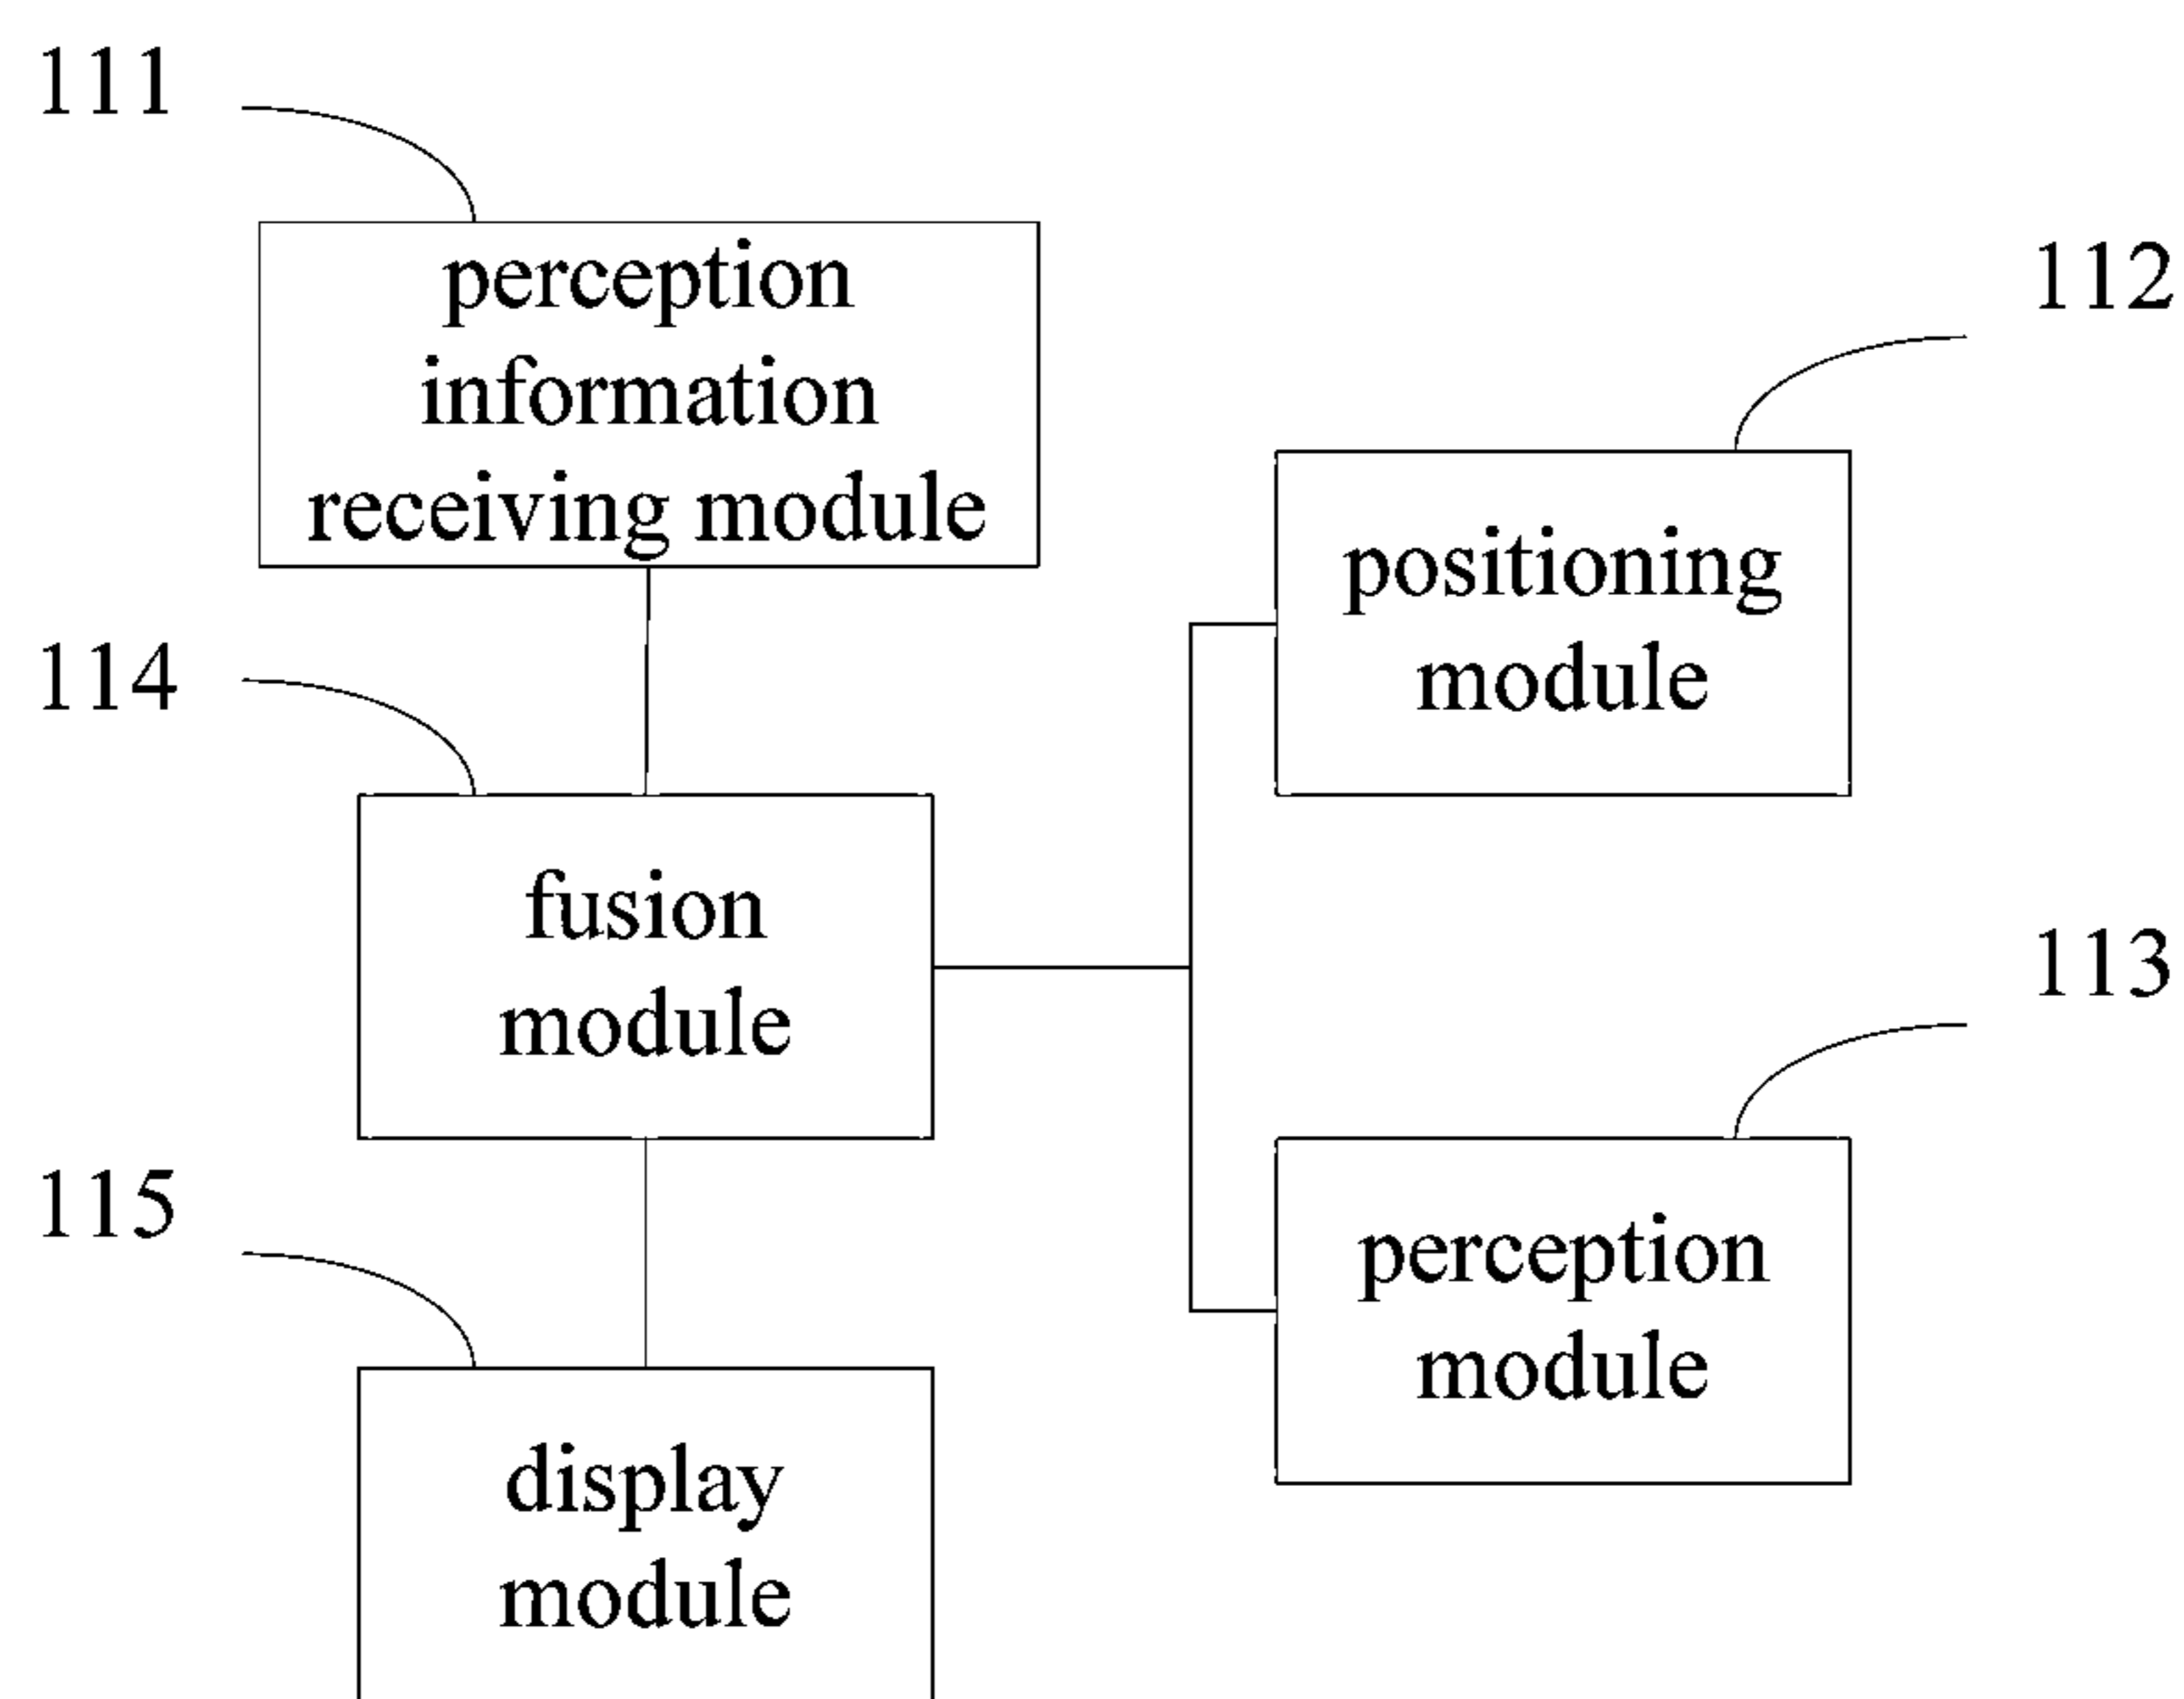 111
perception
information
receiving module
112
positioning
module
114
fusion
module
113
perception
module
115
display
module